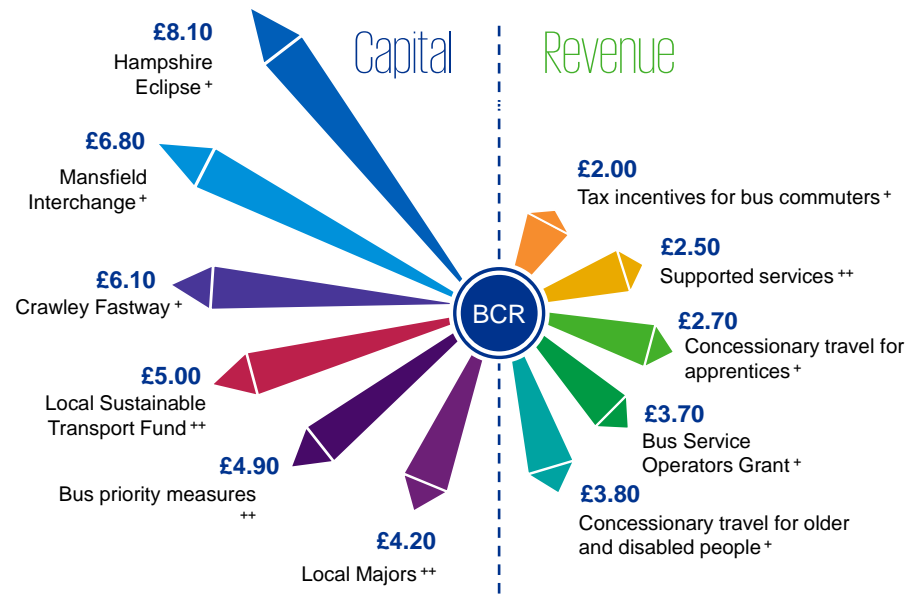 Capital
Revenue
£8.10
Hampshire
Eclipse +
£6.80
Mansfield
Interchange +
£6.10
Crawley Fastway +
£5.00
Local Sustainable
Transport Fund ++
£4.90
Bus priority measures
++
£4.20
Local Majors ++
BCR
£2.00
Tax incentives for bus commuters +
£2.50
Supported services ++
£2.70
Concessionary travel for
apprentices +
£3.70
Bus Service
Operators Grant +
£3.80
Concessionary travel for older
and disabled people +